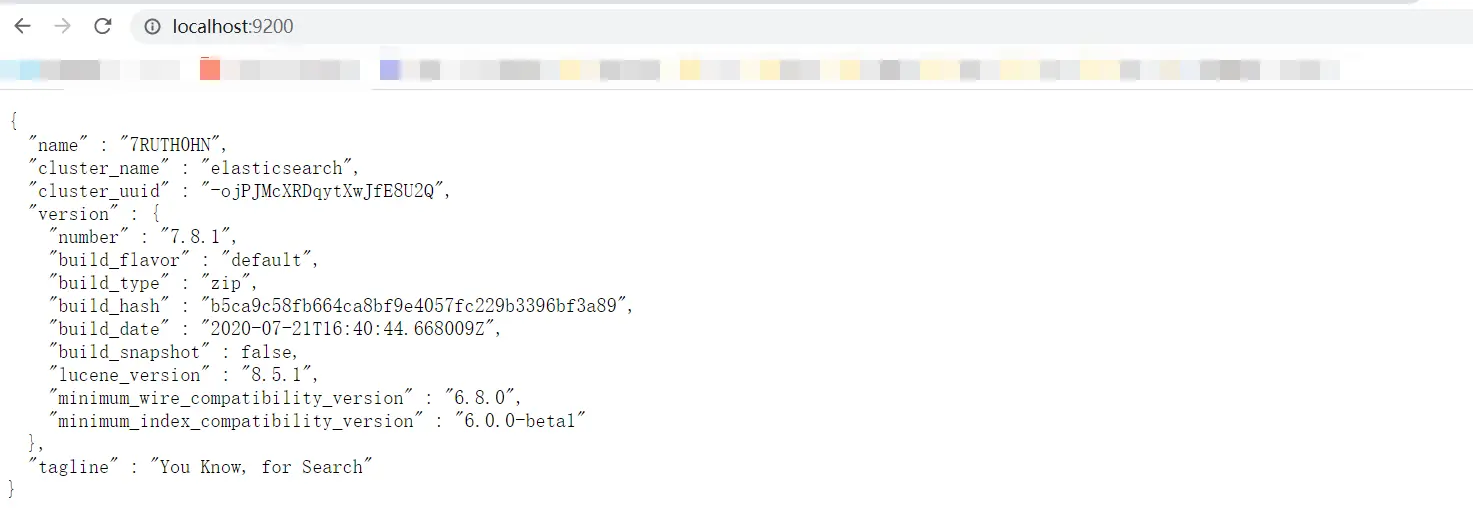 localhost:9200
{
"name" : "7RUTHOHN",
"cluster_name" : "elasticsearch",
"cluster_uuid" : "-ojPJMcXRDqytXwJfE8U2Q",
"version" : {
"number" : "7.8.1",
"build_flavor" : "default",
"build_type" : "zip",
"build_hash" : "b5ca9c58fb664ca8bf9e4057fc229b3396bf3a89",
"build_date" : "2020-07-21T16:40:44.668009Z",
"build_snapshot" : false,
"lucene_version" : "8.5.1",
"minimum_wire_compatibility_version" : "6.8.0",
"minimum_index_compatibility_version" : "6.0.0-beta1"
},
"tagline" : "You Know, for Search"
}